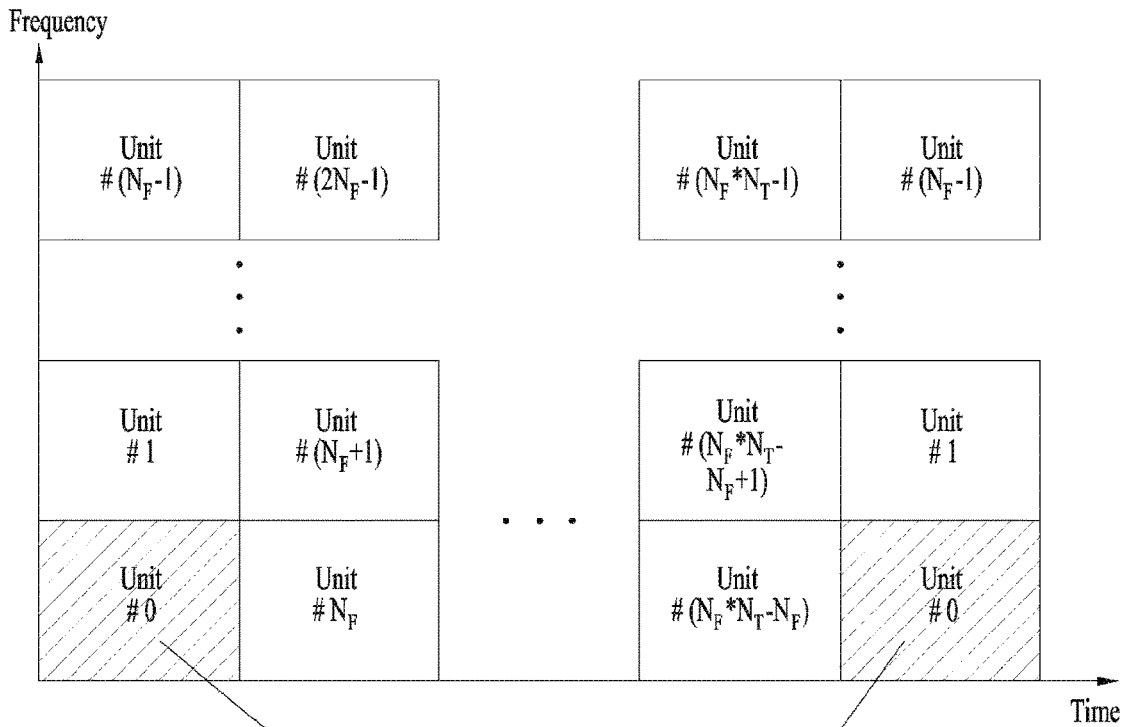 Frequency
Unit
# (N_F-1)
Unit
# (2N_F-1)
Unit
# (N_F*N_T-1)
Unit
# (N_F-1)
Unit
# 1
Unit
# (N_F+1)
Unit
# (N_F*N_T-
N_F+1)
Unit
# 1
Unit
# 0
Unit
# N_F
Unit
# (N_F*N_T-N_F)
Unit
# 0
Time